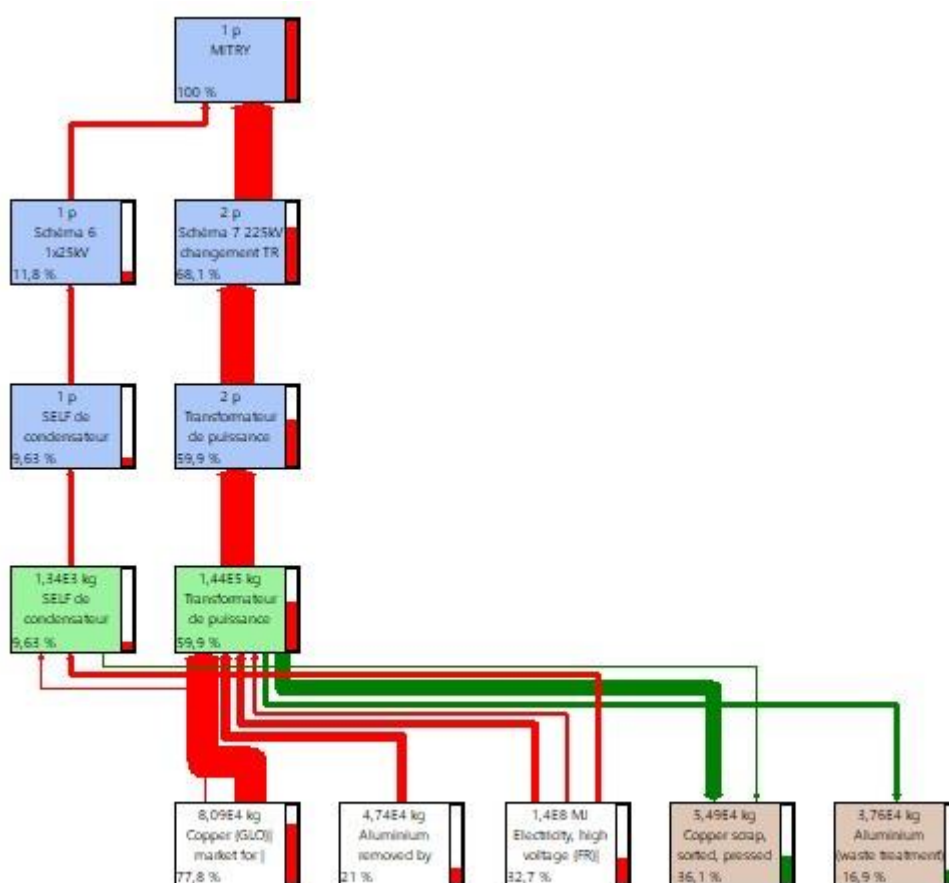 1 p
MITRY
100 %
1 p
Schéma 6
1x25kV
11,8 %
2 p
Schéma 7 225kV
changement TR
68,1 %
1 p
SELF de
condensateur
9,63 %
2 p
Transformateur
de puissance
59,9 %
1,34E3 kg
SELF de
condensateur
9,63 %
1,44E5 kg
Transformateur
de puissance
59,9 %
8,09E4 kg
Copper {GLO}|
market for |
77,8 %
4,74E4 kg
Aluminium
removed by
21 %
1,4E8 MJ
Electricity, high
voltage {FR}|
32,7 %
5,49E4 kg
Copper scrap,
sorted, pressed
36,1 %
3,76E4 kg
Aluminium
(waste treatment)
16,9 %